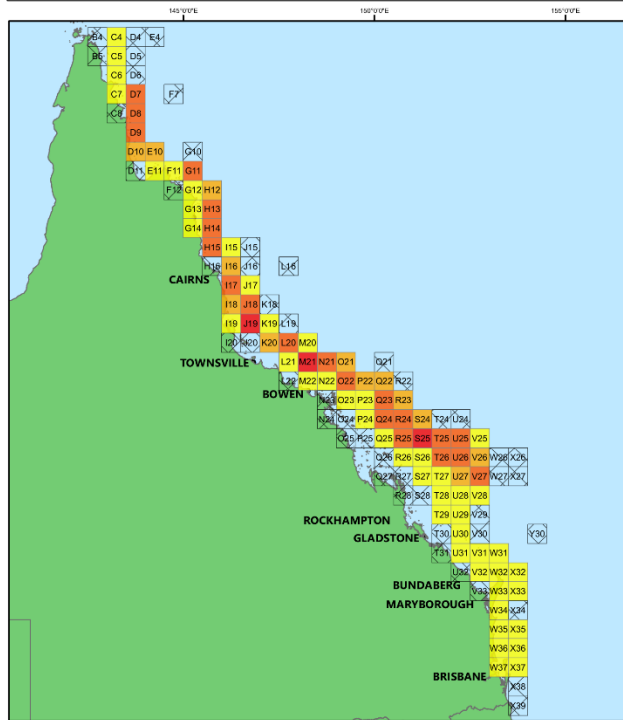 145°0'0"E 150°0'0"E 155°0'0"E
B4 C4 D4 E4
B5 C5 D5
C6 D6
C7 D7 F7
C8 D8
D9
D10 E10 G10
D11 E11 F11 G11
F12 G12 H12
G13 H13
G14 H14
H15 I15 J15
H16 I16 J16 L16
CAIRNS I17 J17
I18 J18 K18
I19 J19 K19 L19
I20 J20 K20 L20 M20
TOWNSVILLE L21 M21 N21 O21 Q21
L22 M22 N22 O22 P22 Q22 R22
BOWEN N23 O23 P23 Q23 R23
N24 O24 P24 Q24 R24 S24 T24 U24
O25 P25 Q25 R25 S25 T25 U25 V25
Q26 R26 S26 T26 U26 V26 W26 X26
Q27 R27 S27 T27 U27 V27 W27 X27
R28 S28 T28 U28 V28
ROCKHAMPTON T29 U29 V29
GLADSTONE T30 U30 V30 Y30
T31 U31 V31 W31
BUNDABERG U32 V32 W32 X32
V33 W33 X33
MARYBOROUGH W34 X34
W35 X35
W36 X36
BRISBANE W37 X37
X38
X39